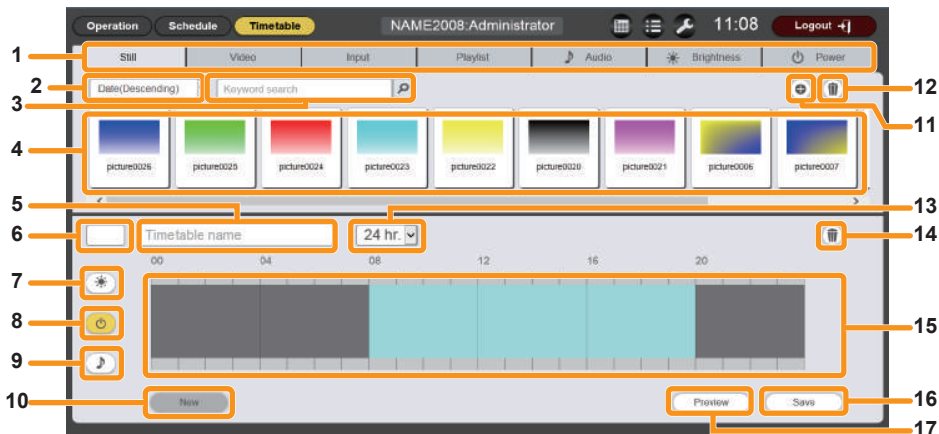 Operation Schedule Timetable NAME2008:Administrator 11:08 Logout
1 Still Video Input Playlist Audio Brightness Power
2 Date(Descending) Keyword search 12
3 11
4 picture0026 picture0025 picture0024 picture0023 picture0022 picture0020 picture0021 picture0006 picture0007
5 13
6 Timetable name 24 hr. 14
00 04 08 12 16 20
7
8 15
9
10 New Preview Save 16
17